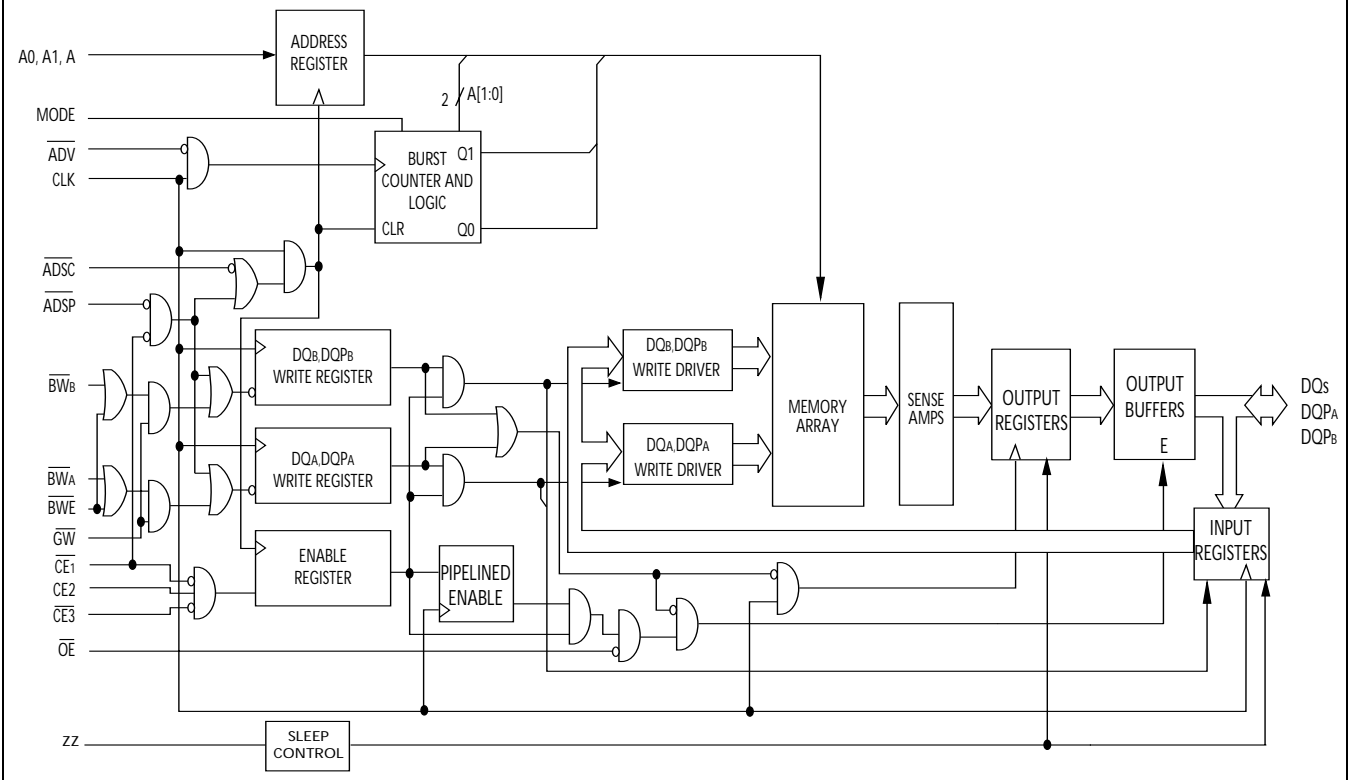 A0, A1, A
ADDRESS
REGISTER
MODE
2
A[1:0]
ADV
CLK
BURST
COUNTER AND
LOGIC
Q1
CLR
Q0
ADSC
ADSP
DQB,DQPB
WRITE REGISTER
DQB,DQPB
WRITE DRIVER
BWB
MEMORY
ARRAY
SENSE
AMPS
OUTPUT
REGISTERS
OUTPUT
BUFFERS
E
DQs
DQPA
DQPB
DQA,DQPA
WRITE REGISTER
DQA,DQPA
WRITE DRIVER
BWA
BWE
GW
CE1
CE2
CE3
ENABLE
REGISTER
PIPELINED
ENABLE
INPUT
REGISTERS
OE
ZZ
SLEEP
CONTROL